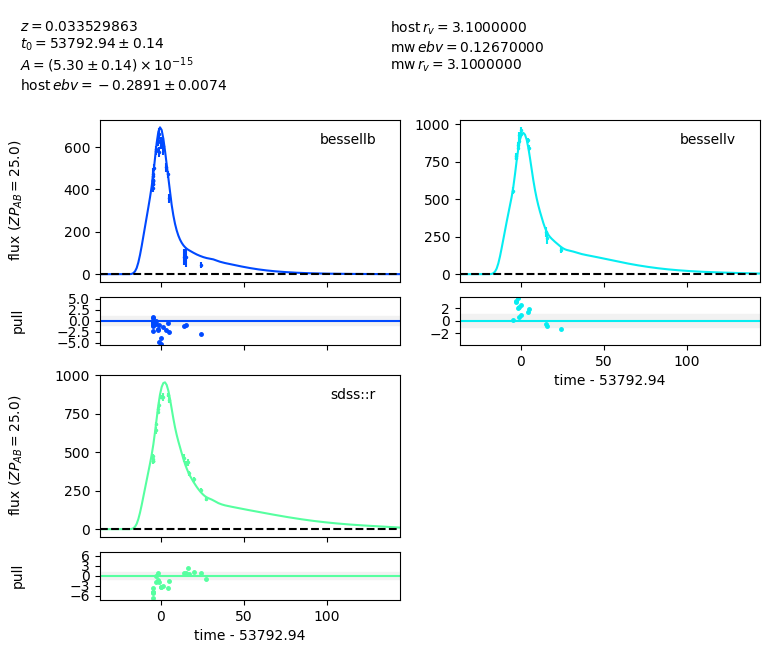 z = 0.033529863
t₀ = 53792.94 ± 0.14
A = (5.30 ± 0.14) × 10⁻¹⁵
host ebv = −0.2891 ± 0.0074
host r_v = 3.1000000
mw ebv = 0.12670000
mw r_v = 3.1000000
bessellb
flux (ZP_AB = 25.0)
600
400
200
0
pull
5.0
2.5
0.0
−2.5
−5.0
bessellv
1000
750
500
250
0
2
0
−2
0 50 100
time - 53792.94
sdss::r
flux (ZP_AB = 25.0)
1000
750
500
250
0
pull
6
3
0
−3
−6
0 50 100
time - 53792.94